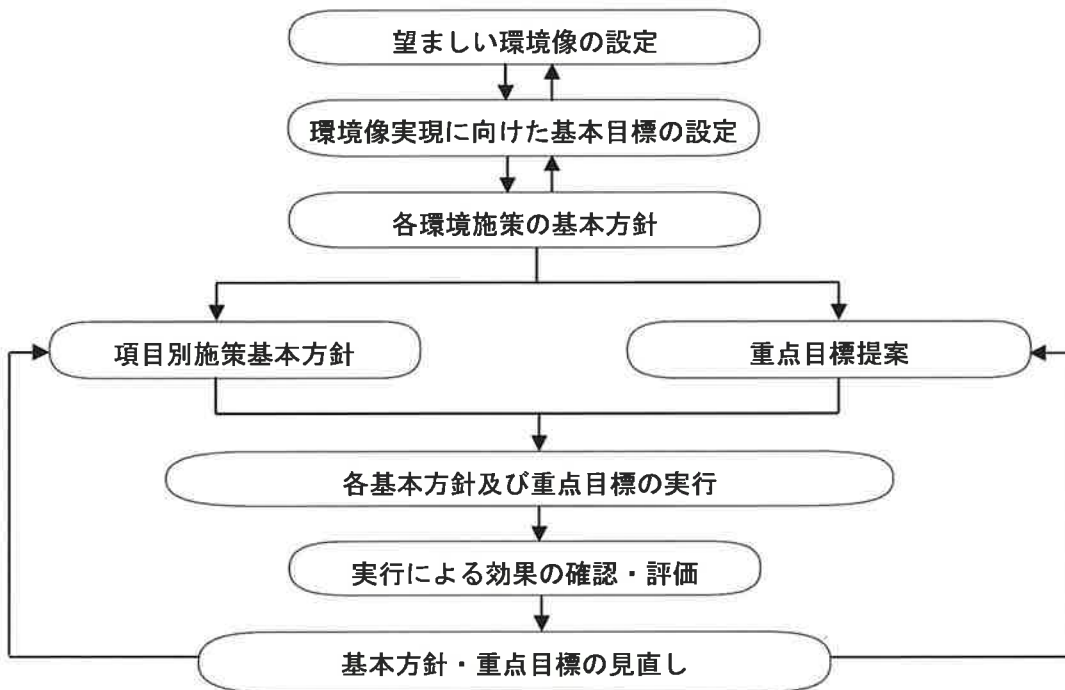 望ましい環境像の設定
環境像実現に向けた基本目標の設定
各環境施策の基本方針
項目別施策基本方針
重点目標提案
各基本方針及び重点目標の実行
実行による効果の確認・評価
基本方針・重点目標の見直し